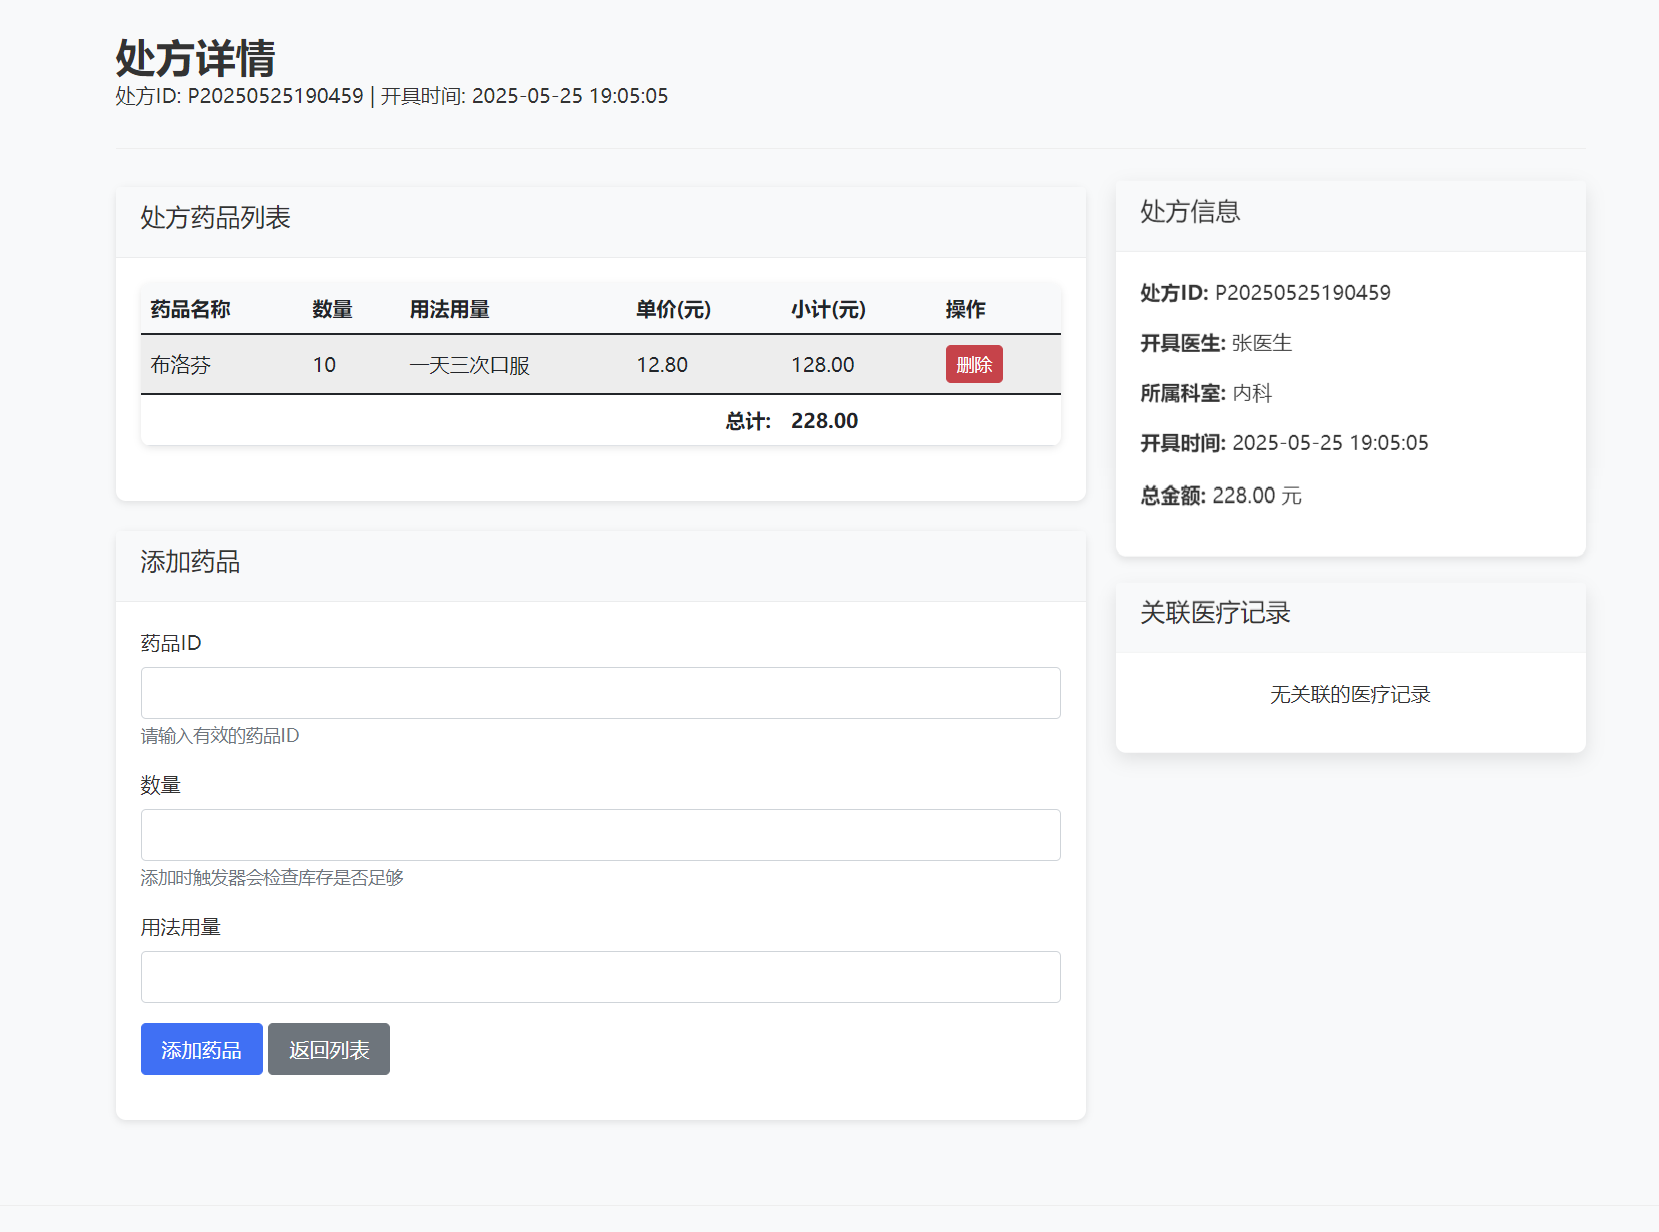 处方详情
处方ID: P20250525190459 | 开具时间: 2025-05-25 19:05:05
处方药品列表
药品名称 数量 用法用量 单价(元) 小计(元) 操作
布洛芬 10 一天三次口服 12.80 128.00 删除
总计: 228.00
添加药品
药品ID
请输入有效的药品ID
数量
添加时触发器会检查库存是否足够
用法用量
添加药品 返回列表
处方信息
处方ID: P20250525190459
开具医生: 张医生
所属科室: 内科
开具时间: 2025-05-25 19:05:05
总金额: 228.00 元
关联医疗记录
无关联的医疗记录